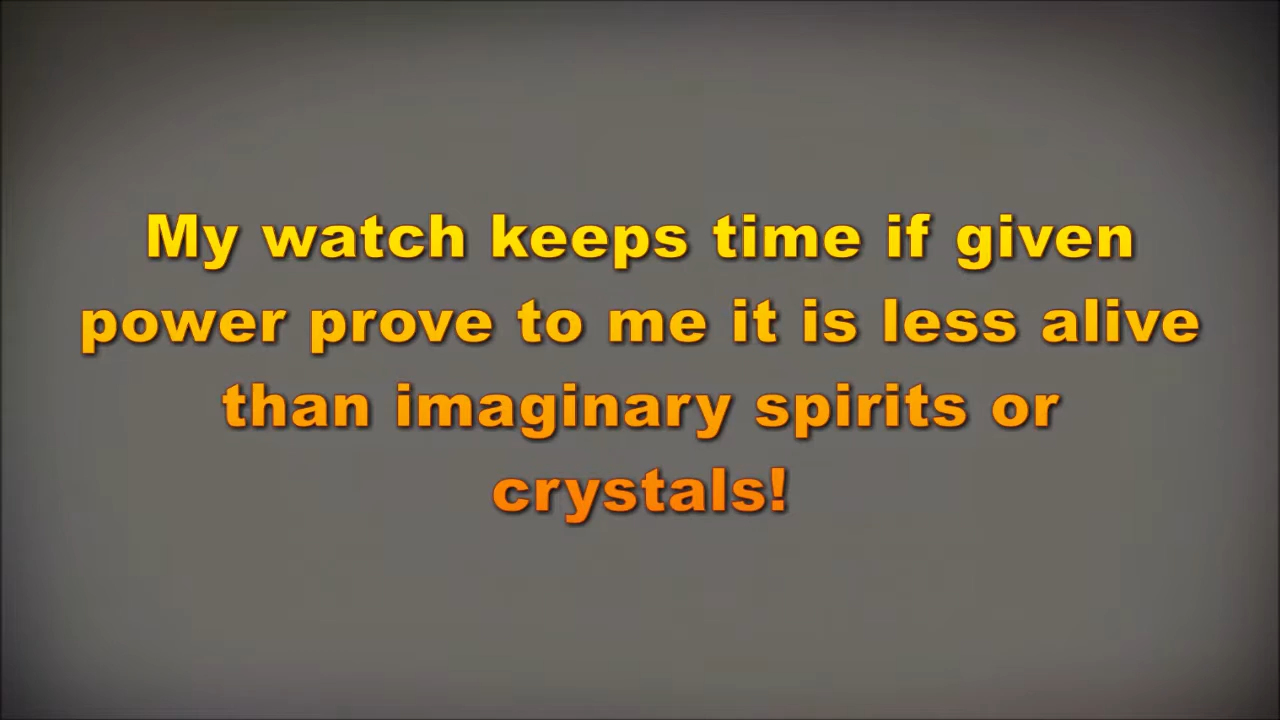 My watch keeps time if given
power prove to me it is less alive
than imaginary spirits or
crystals!